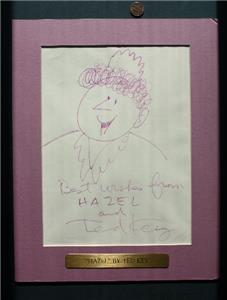 Best wishes from
HAZEL
and
Ted Key
"HAZEL" BY TED KEY